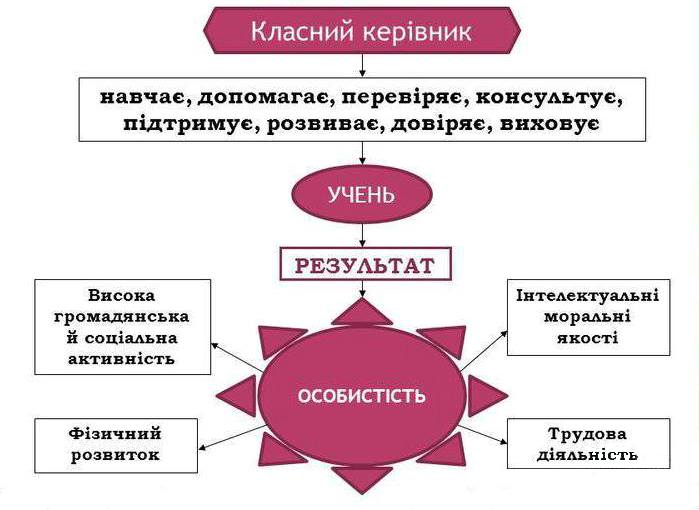 Класний керівник
навчає, допомагає, перевіряє, консультує,
підтримує, розвиває, довіряє, виховує
УЧЕНЬ
РЕЗУЛЬТАТ
Висока
громадянська
й соціальна
активність
Інтелектуальні
моральні
якості
ОСОБИСТІСТЬ
Фізичний
розвиток
Трудова
діяльність